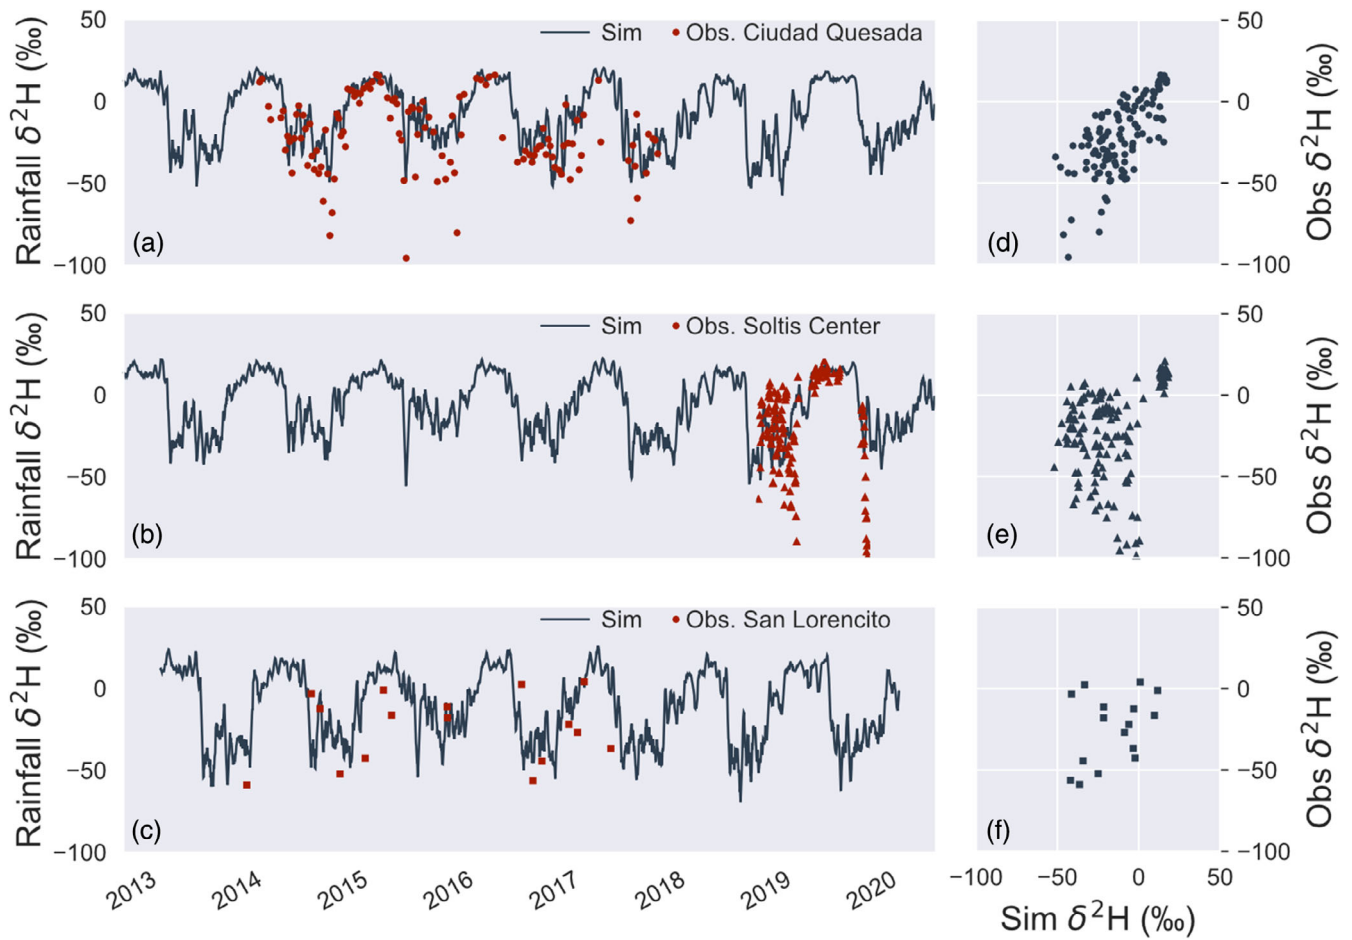 Rainfall δ²H (‰)
50
0
−50
−100
Sim
Obs. Ciudad Quesada
(a)
(d)
50
0
−50
−100
Obs δ²H (‰)
Rainfall δ²H (‰)
50
0
−50
−100
Sim
Obs. Soltis Center
(b)
(e)
50
0
−50
−100
Obs δ²H (‰)
Rainfall δ²H (‰)
50
0
−50
−100
Sim
Obs. San Lorencito
(c)
(f)
50
0
−50
−100
Obs δ²H (‰)
2013 2014 2015 2016 2017 2018 2019 2020
−100 −50 0 50
Sim δ²H (‰)